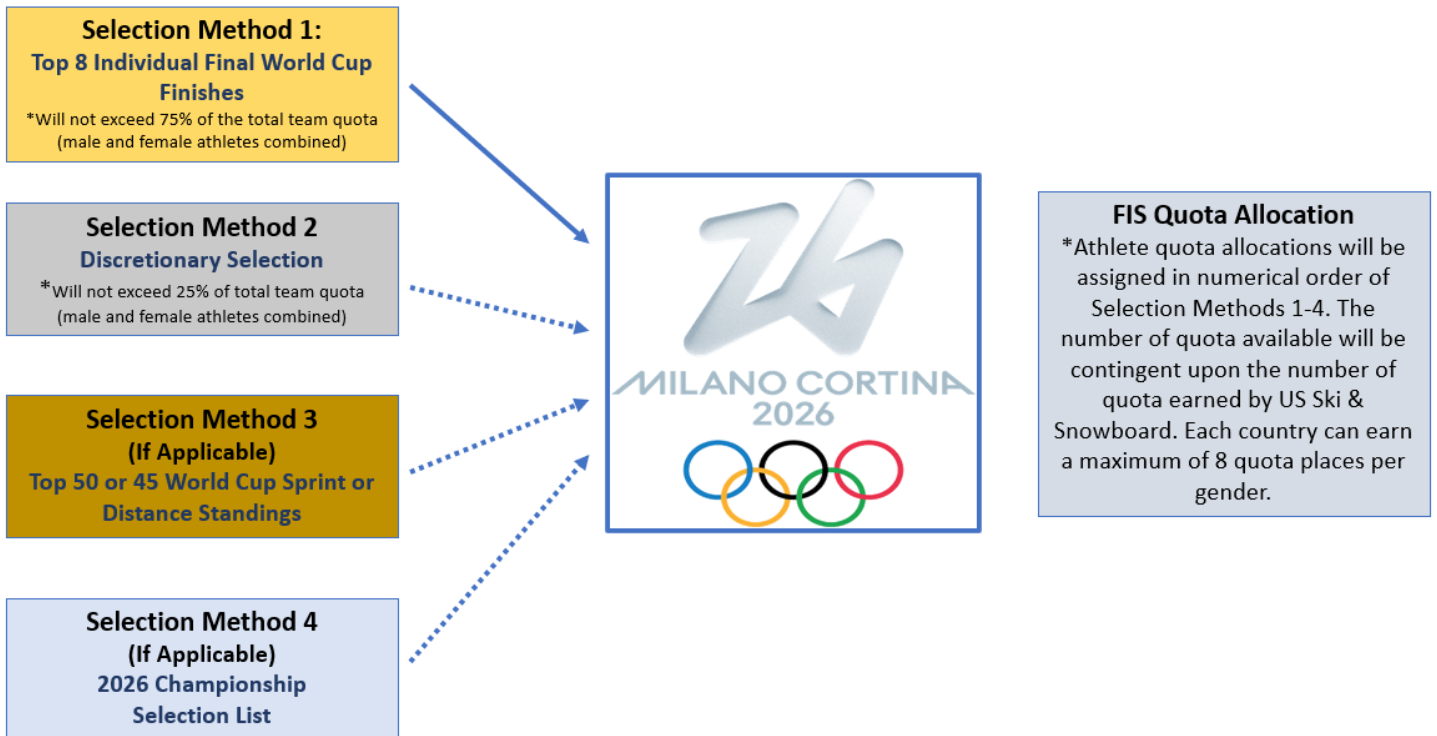 Selection Method 1:
Top 8 Individual Final World Cup
Finishes
*Will not exceed 75% of the total team quota
(male and female athletes combined)
Selection Method 2
Discretionary Selection
*Will not exceed 25% of total team quota
(male and female athletes combined)
Selection Method 3
(If Applicable)
Top 50 or 45 World Cup Sprint or
Distance Standings
Selection Method 4
(If Applicable)
2026 Championship
Selection List
26
MILANO CORTINA
2026
FIS Quota Allocation
*Athlete quota allocations will be
assigned in numerical order of
Selection Methods 1-4. The
number of quota available will be
contingent upon the number of
quota earned by US Ski &
Snowboard. Each country can earn
a maximum of 8 quota places per
gender.